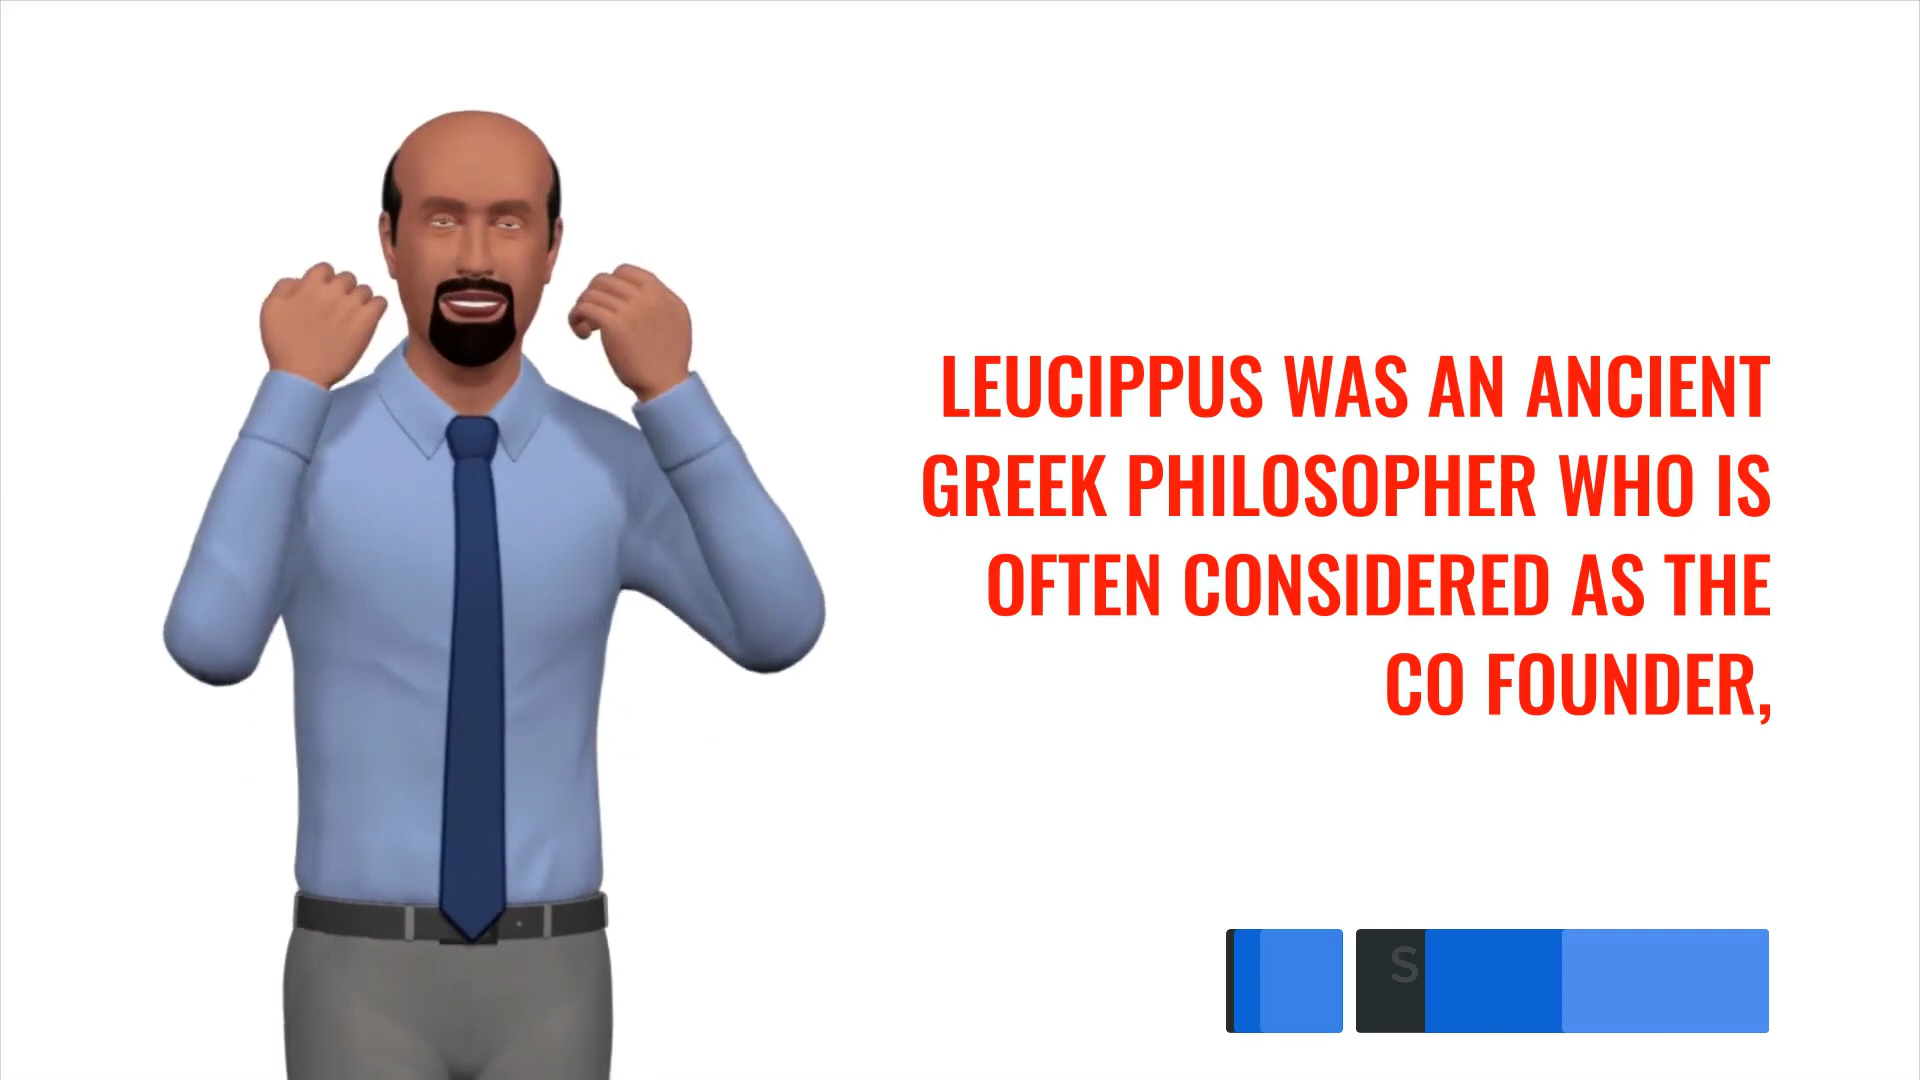 LEUCIPPUS WAS AN ANCIENT
GREEK PHILOSOPHER WHO IS
OFTEN CONSIDERED AS THE
CO FOUNDER,
S